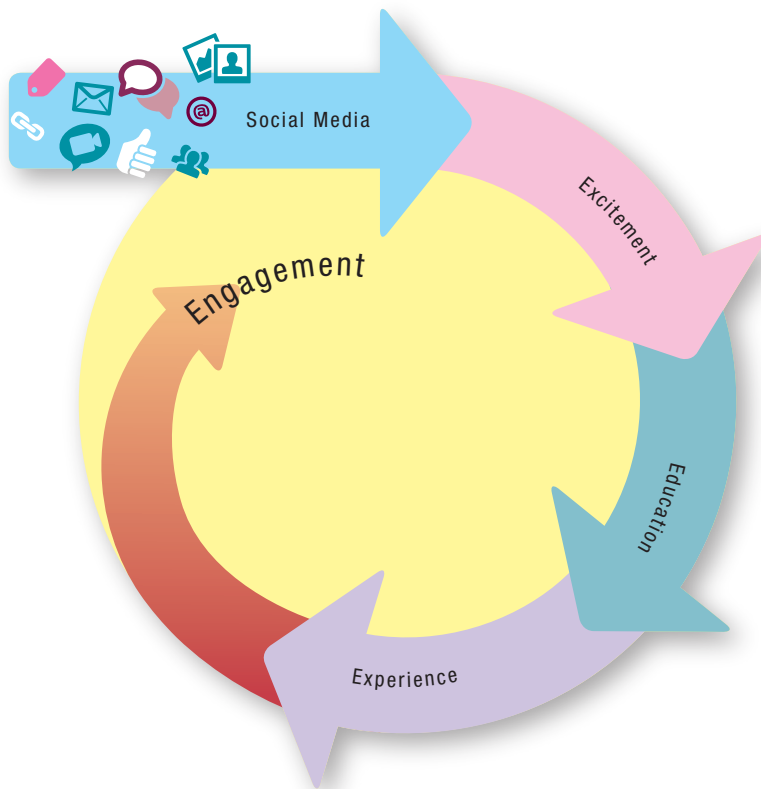 @
Social Media
Excitement
Education
Experience
Engagement